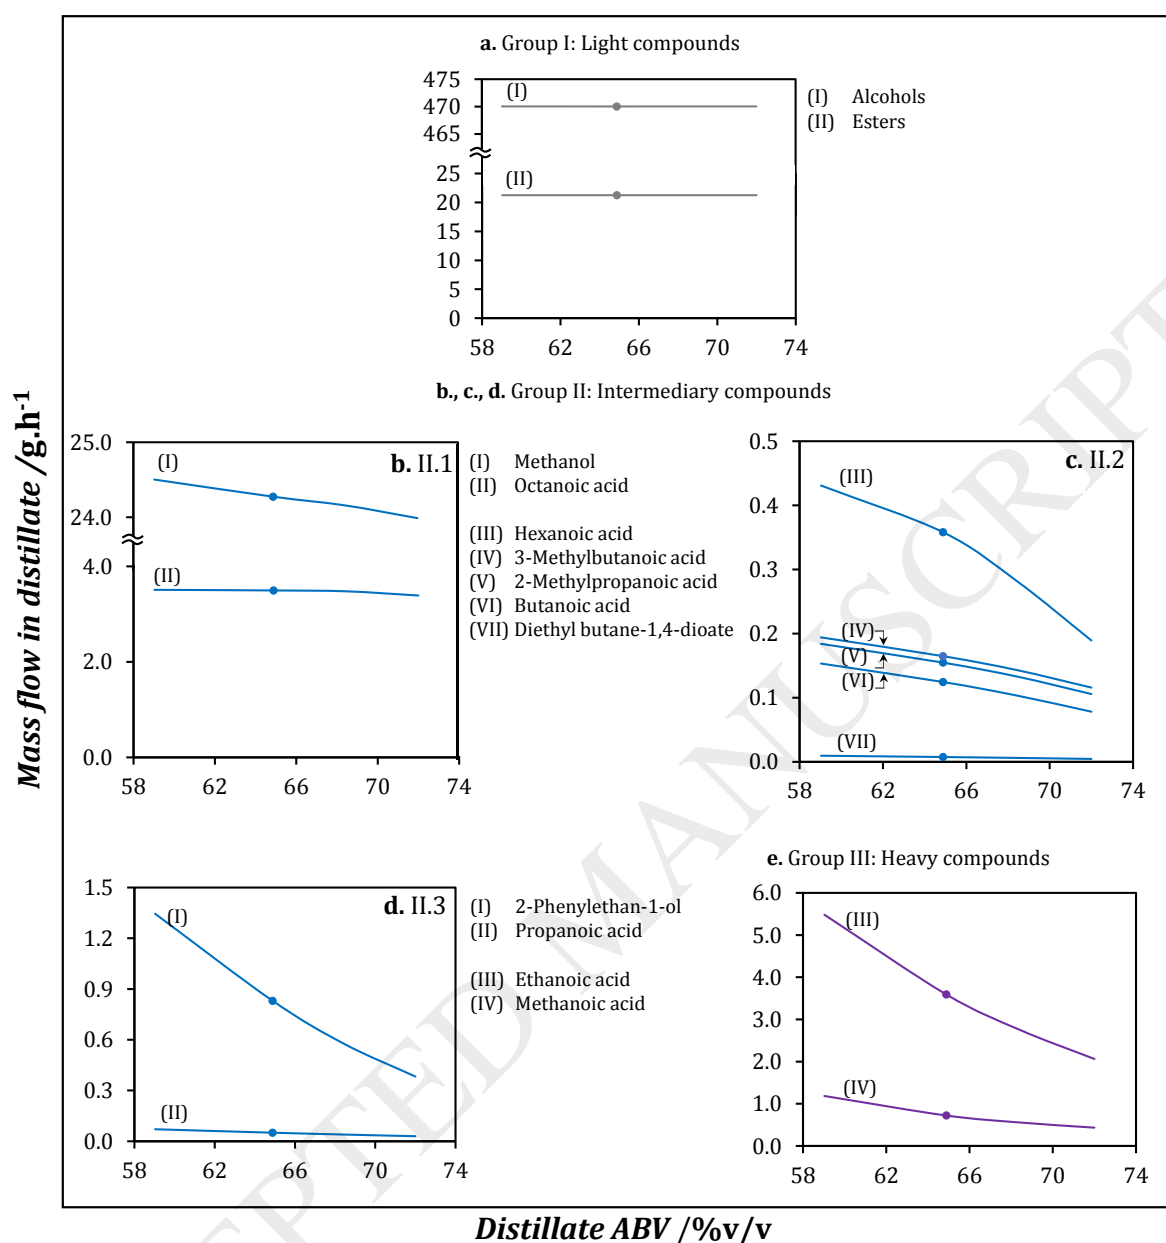 a. Group I: Light compounds
475
470
465
25
20
15
10
5
0
58 62 66 70 74
(I)
(II)
(I) Alcohols
(II) Esters
b., c., d. Group II: Intermediary compounds
25.0
24.0
4.0
2.0
0.0
58 62 66 70 74
(I)
(II)
b. II.1
(I) Methanol
(II) Octanoic acid
(III) Hexanoic acid
(IV) 3-Methylbutanoic acid
(V) 2-Methylpropanoic acid
(VI) Butanoic acid
(VII) Diethyl butane-1,4-dioate
0.5
0.4
0.3
0.2
0.1
0.0
58 62 66 70 74
c. II.2
(III)
(IV)
(V)
(VI)
(VII)
1.5
1.2
0.9
0.6
0.3
0.0
58 62 66 70 74
d. II.3
(I)
(II)
(I) 2-Phenylethan-1-ol
(II) Propanoic acid
(III) Ethanoic acid
(IV) Methanoic acid
e. Group III: Heavy compounds
6.0
5.0
4.0
3.0
2.0
1.0
0.0
58 62 66 70 74
(III)
(IV)
Mass flow in distillate /g.h-1
Distillate ABV /%v/v
EPTED MANUSCRIPT